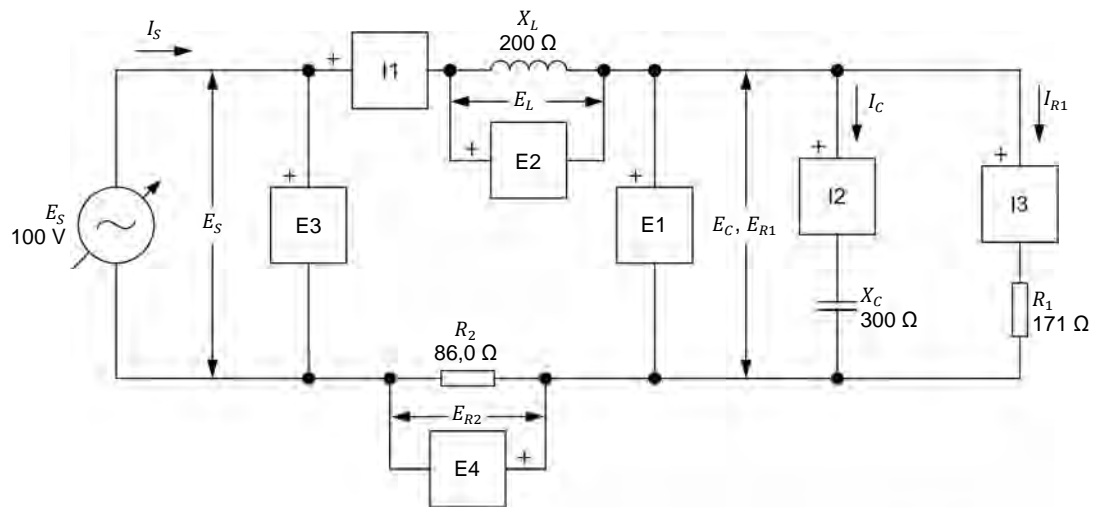 I_S
X_L
200 Ω
+
I1
E_L
+
E2
E_S
100 V
E_S
+
E3
+
E1
E_C, E_R1
I_C
+
I2
X_C
300 Ω
I_R1
+
I3
R_1
171 Ω
R_2
86,0 Ω
E_R2
E4
+